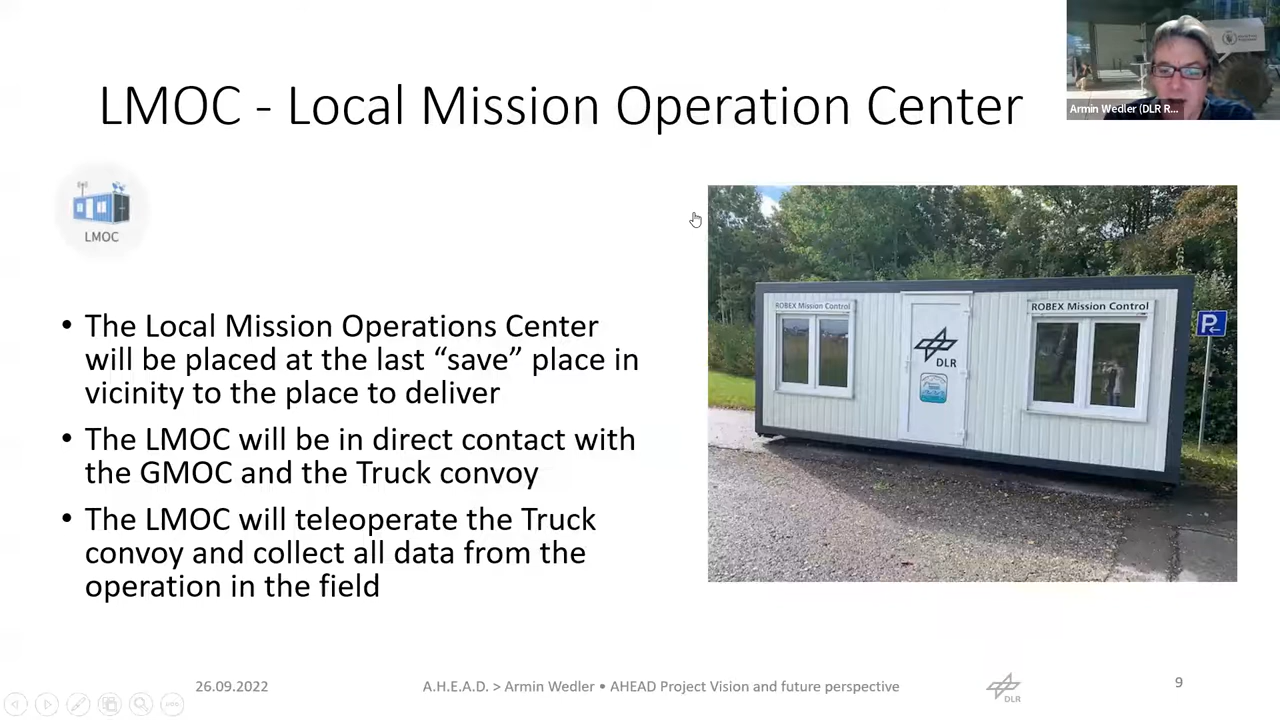 LMOC - Local Mission Operation Center
Armin Wedler (DLR R...
LMOC
• The Local Mission Operations Center
will be placed at the last “save” place in
vicinity to the place to deliver
• The LMOC will be in direct contact with
the GMOC and the Truck convoy
• The LMOC will teleoperate the Truck
convoy and collect all data from the
operation in the field
ROBEX Mission Control
ROBEX Mission Control
DLR
P
26.09.2022
A.H.E.A.D. > Armin Wedler • AHEAD Project Vision and future perspective
DLR
9